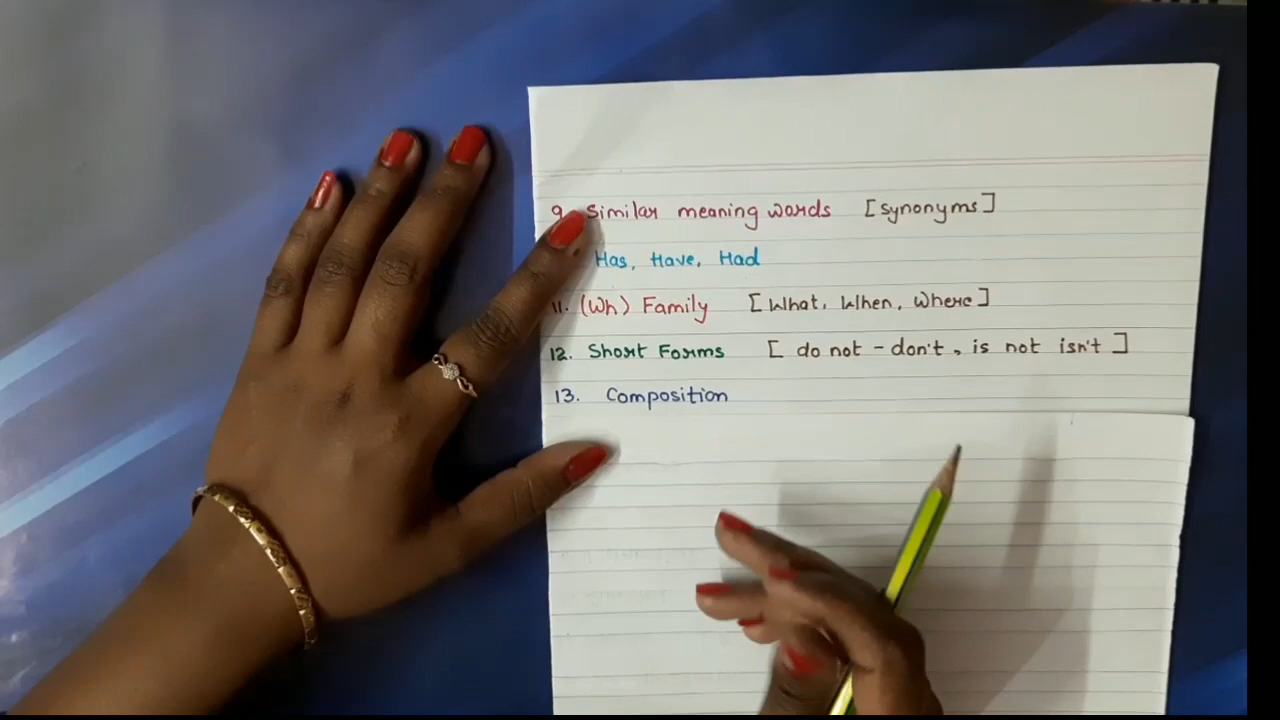 9. Similar meaning words [synonyms]
Has, Have, Had
11. (Wh) Family [What, When, Where]
12. Short Forms [ do not - don't, is not isn't ]
13. Composition